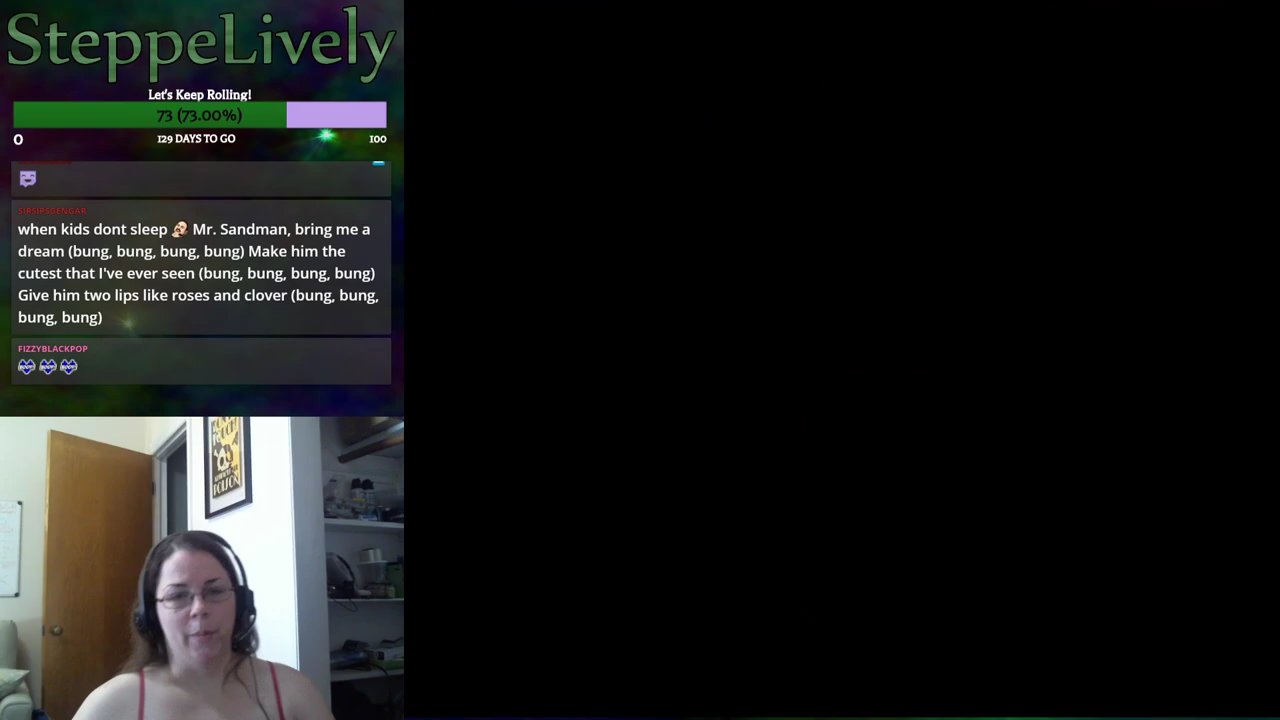 SteppeLively
Let's Keep Rolling!
73 (73.00%)
0
129 DAYS TO GO
100
SIRSIPSGENGAR
when kids dont sleep Mr. Sandman, bring me a
dream (bung, bung, bung, bung) Make him the
cutest that I've ever seen (bung, bung, bung, bung)
Give him two lips like roses and clover (bung, bung,
bung, bung)
FIZZYBLACKPOP
POISON